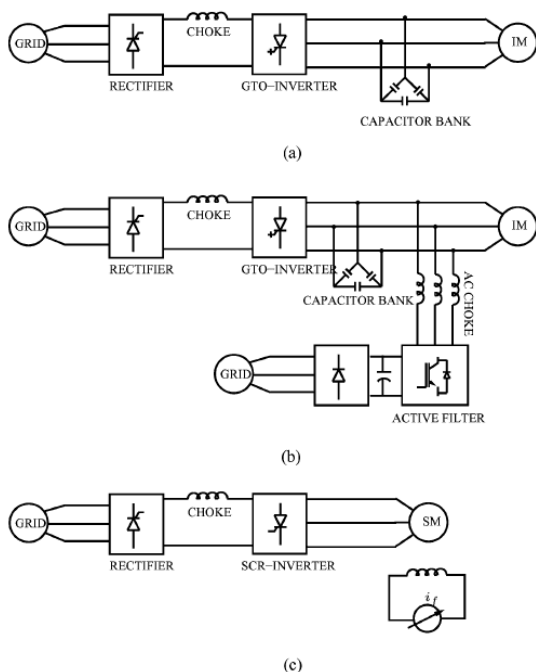 CHOKE
GRID
IM
RECTIFIER
GTO-INVERTER
CAPACITOR BANK
(a)
CHOKE
GRID
IM
RECTIFIER
GTO-INVERTER
CAPACITOR BANK
AC CHOKE
GRID
ACTIVE FILTER
(b)
GRID
CHOKE
SM
RECTIFIER
SCR-INVERTER
i_f
(c)